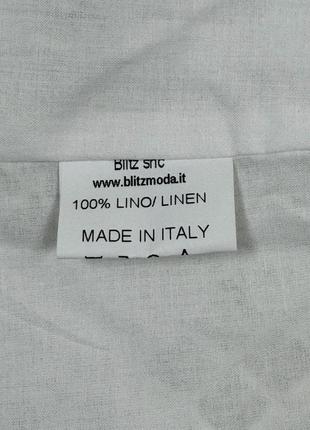 Blitz snc
www.blitzmoda.it
100% LINO/ LINEN
MADE IN ITALY